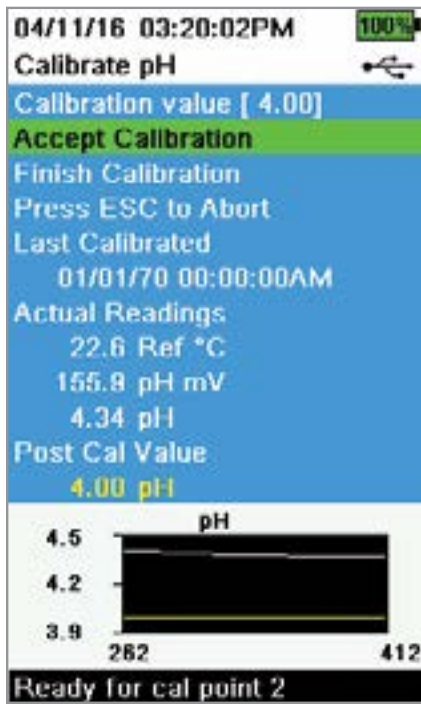 04/11/16 03:20:02PM 100%
Calibrate pH
Calibration value [ 4.00]
Accept Calibration
Finish Calibration
Press ESC to Abort
Last Calibrated
01/01/70 00:00:00AM
Actual Readings
22.6 Ref °C
155.9 pH mV
4.34 pH
Post Cal Value
4.00 pH
pH
4.5
4.2
3.9
262 412
Ready for cal point 2